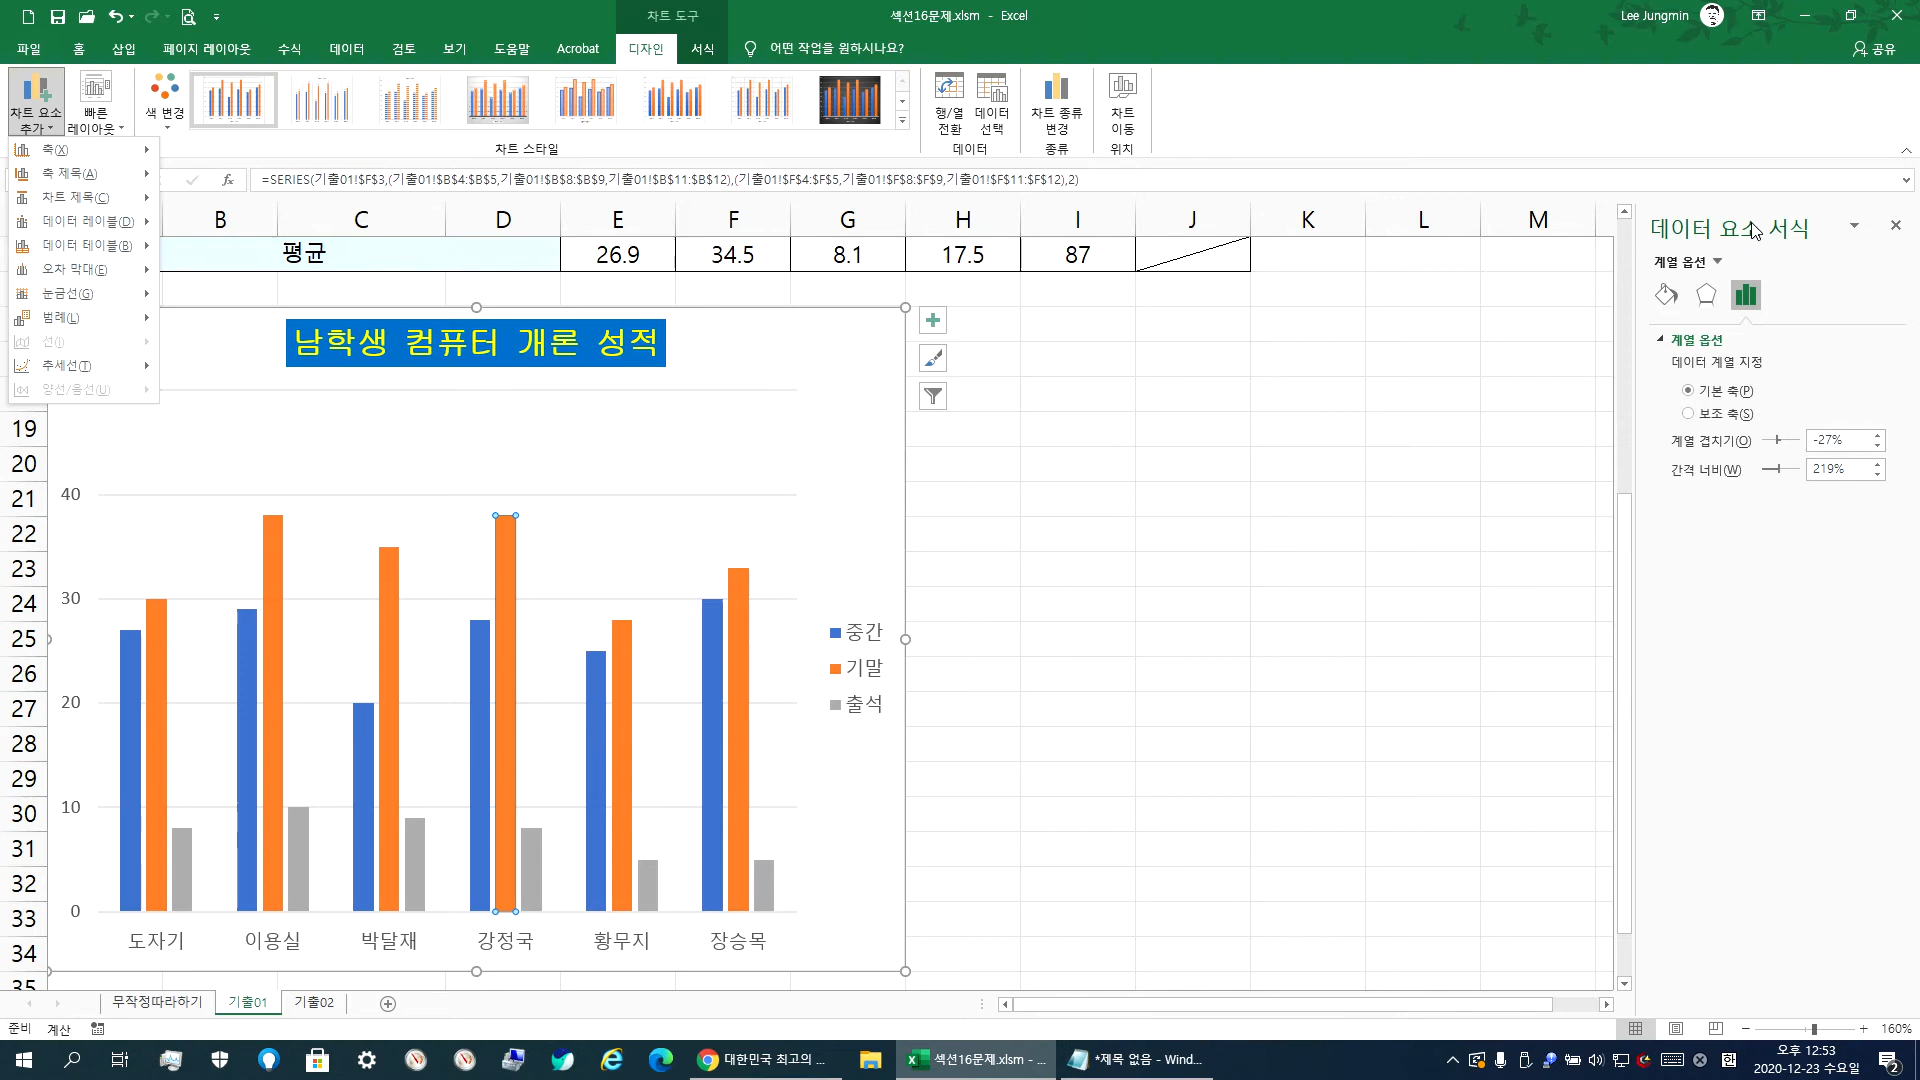 차트 도구
섹션16문제.xlsm - Excel
Lee Jungmin
파일 홈 삽입 페이지 레이아웃 수식 데이터 검토 보기 도움말 Acrobat 디자인 서식 어떤 작업을 원하시나요? 공유
차트 요소 추가
빠른 레이아웃
색 변경
차트 스타일
행/열 전환
데이터 선택
데이터
차트 종류 변경
종류
차트 이동
위치
축(X)
축 제목(A)
차트 제목(C)
데이터 레이블(D)
데이터 테이블(B)
오차 막대(E)
눈금선(G)
범례(L)
선(I)
추세선(T)
양선/음선(U)
fx =SERIES(기출01!$F$3,(기출01!$B$4:$B$5,기출01!$B$8:$B$9,기출01!$B$11:$B$12),(기출01!$F$4:$F$5,기출01!$F$8:$F$9,기출01!$F$11:$F$12),2)
B C D E F G H I J K L M
평균 26.9 34.5 8.1 17.5 87
남학생 컴퓨터 개론 성적
19
20
21
22
23
24
25
26
27
28
29
30
31
32
33
34
35
40
30
20
10
0
중간
기말
출석
도자기 이용실 박달재 강정국 황무지 장승목
데이터 요소 서식
계열 옵션
계열 옵션
데이터 계열 지정
기본 축(P)
보조 축(S)
계열 겹치기(O) -27%
간격 너비(W) 219%
무작정따라하기 기출01 기출02
준비 계산
160%
대한민국 최고의 ...
섹션16문제.xlsm - ...
*제목 없음 - Wind...
한
오후 12:53
2020-12-23 수요일
2